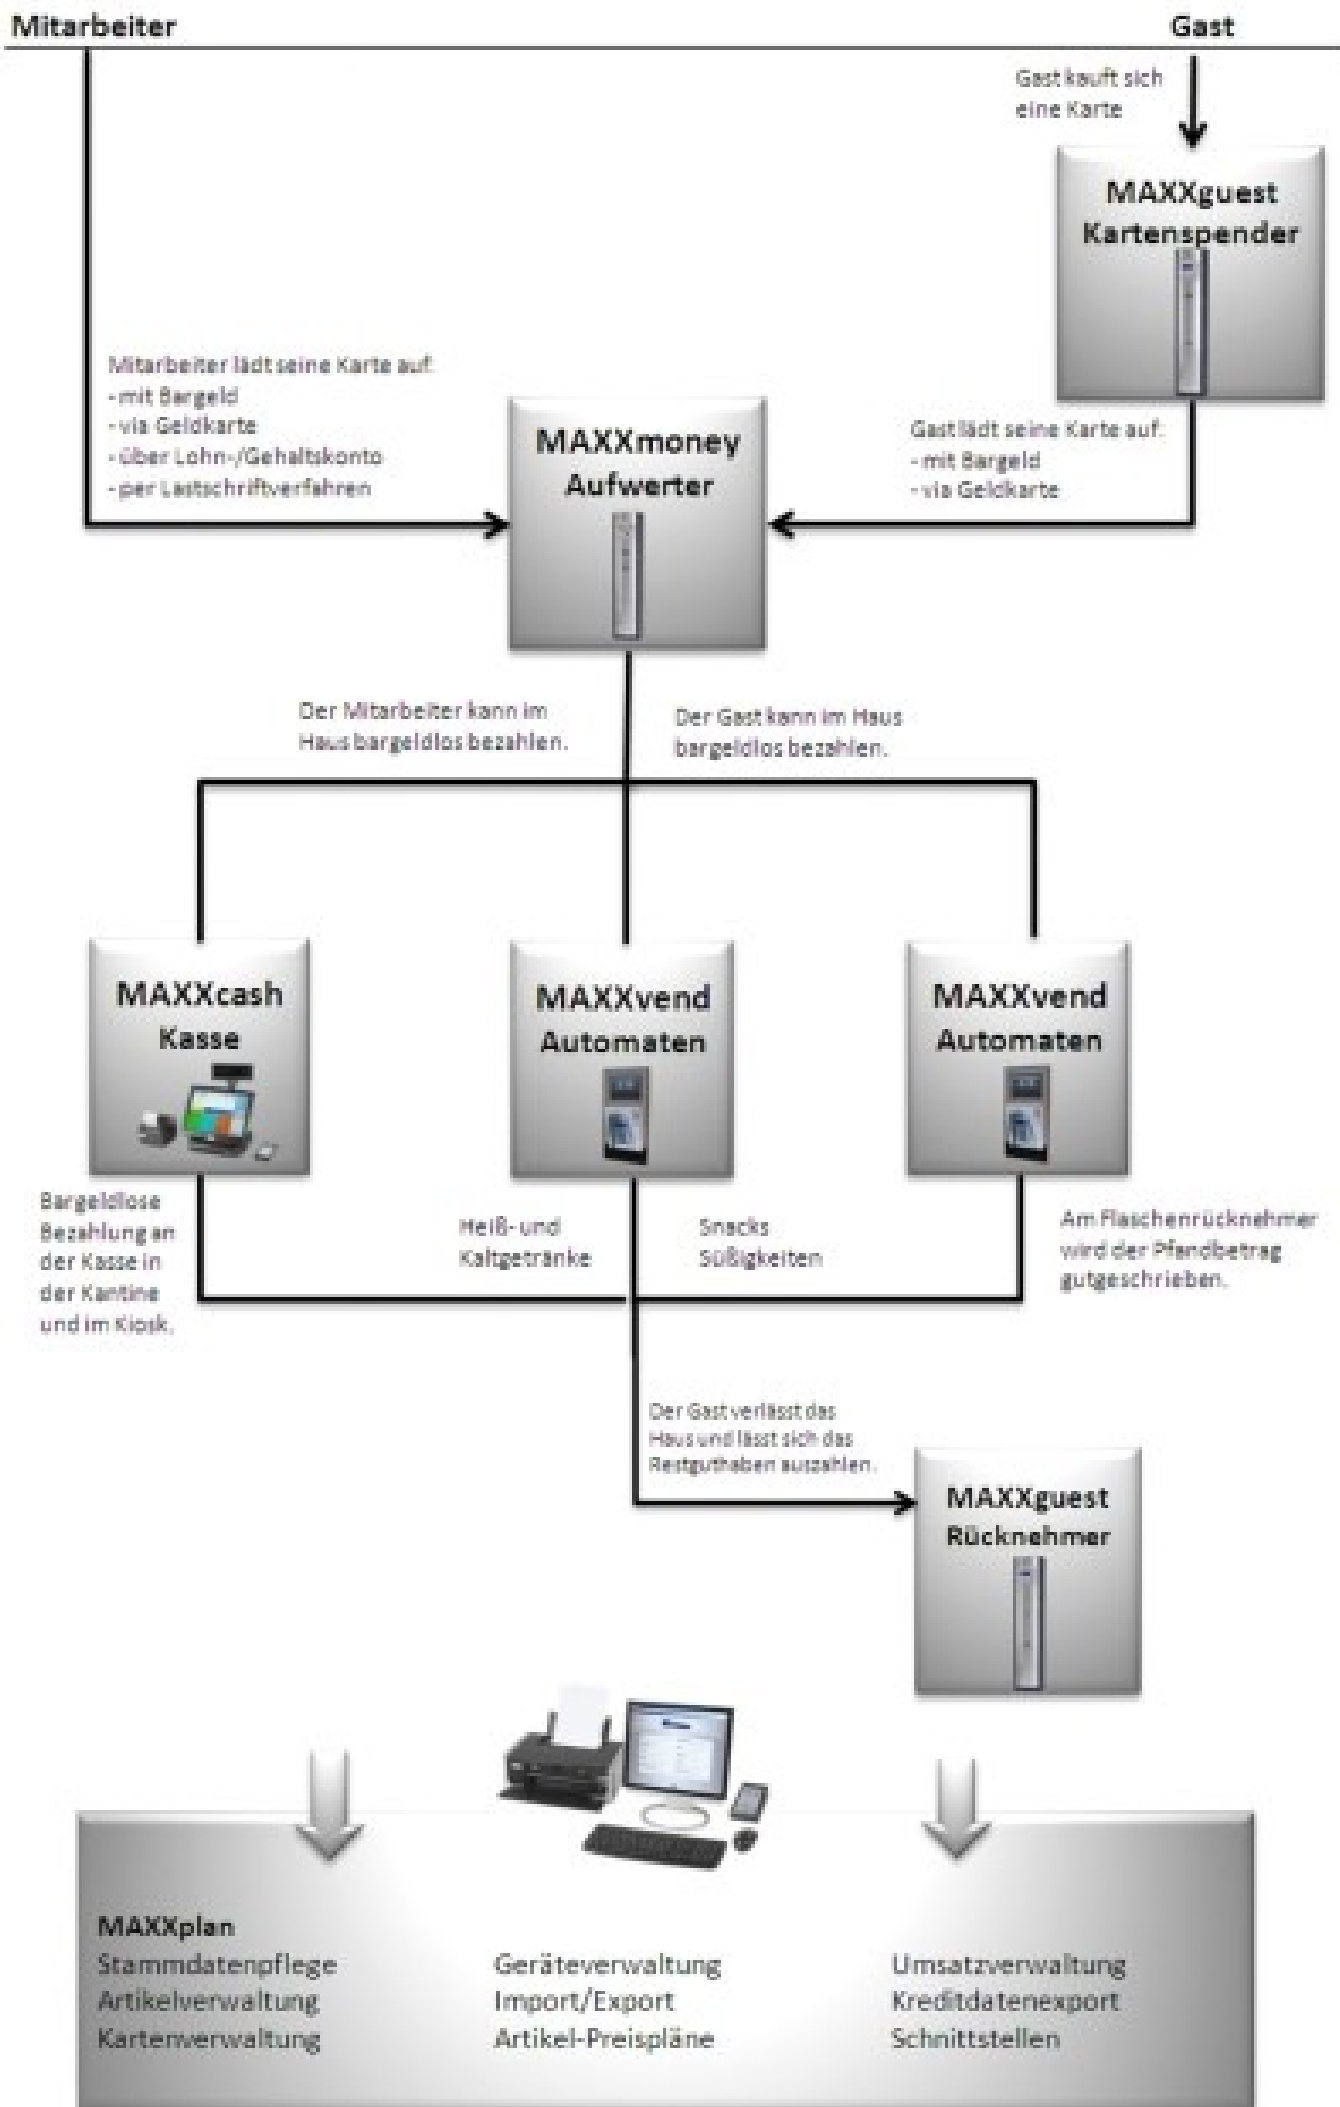 Mitarbeiter
Gast
Gast kauft sich
eine Karte
MAXXguest
Kartenspender
Mitarbeiter lädt seine Karte auf:
- mit Bargeld
- via Geldkarte
- über Lohn-/Gehaltskonto
- per Lastschriftverfahren
MAXXmoney
Aufwerter
Gast lädt seine Karte auf:
- mit Bargeld
- via Geldkarte
Der Mitarbeiter kann im
Haus bargeldlos bezahlen.
Der Gast kann im Haus
bargeldlos bezahlen.
MAXXcash
Kasse
MAXXvend
Automaten
MAXXvend
Automaten
Bargeldlose
Bezahlung an
der Kasse in
der Kantine
und im Kiosk.
Heiß- und
Kaltgetränke
Snacks
Süßigkeiten
Am Flaschenrücknehmer
wird der Pfandbetrag
gutgeschrieben.
Der Gast verlässt das
Haus und lässt sich das
Restguthaben auszahlen.
MAXXguest
Rücknehmer
MAXXplan
Stammdatenpflege
Artikelverwaltung
Kartenverwaltung
Geräteverwaltung
Import/Export
Artikel-Preispläne
Umsatzverwaltung
Kreditdatenexport
Schnittstellen